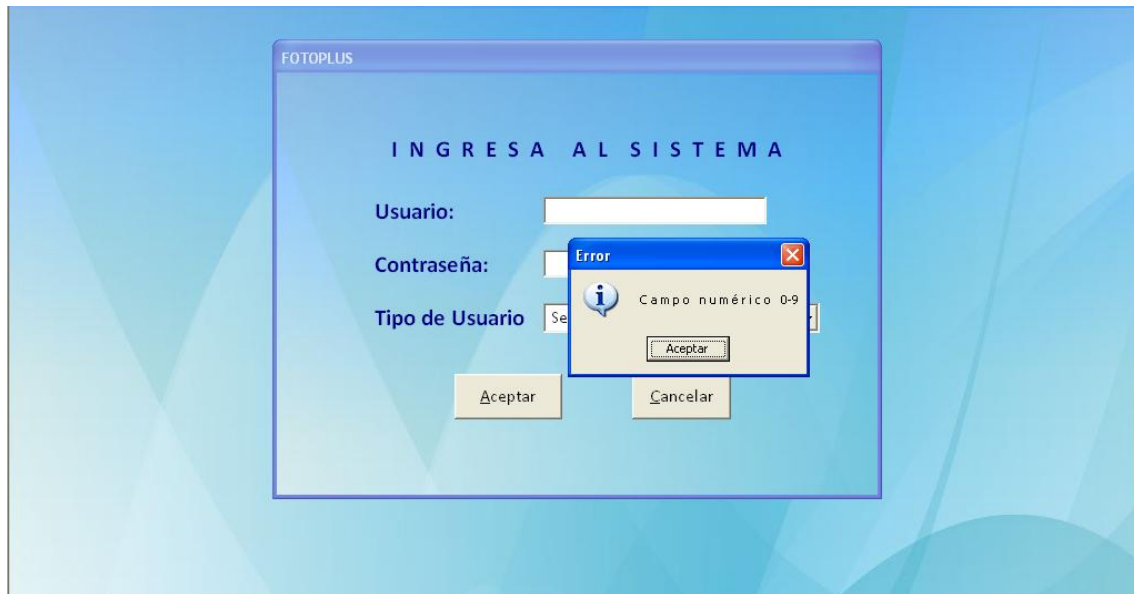 FOTOPLUS
INGRESA AL SISTEMA
Usuario:
Contraseña:
Error
Campo numérico 0-9
Aceptar
Tipo de Usuario
Aceptar
Cancelar